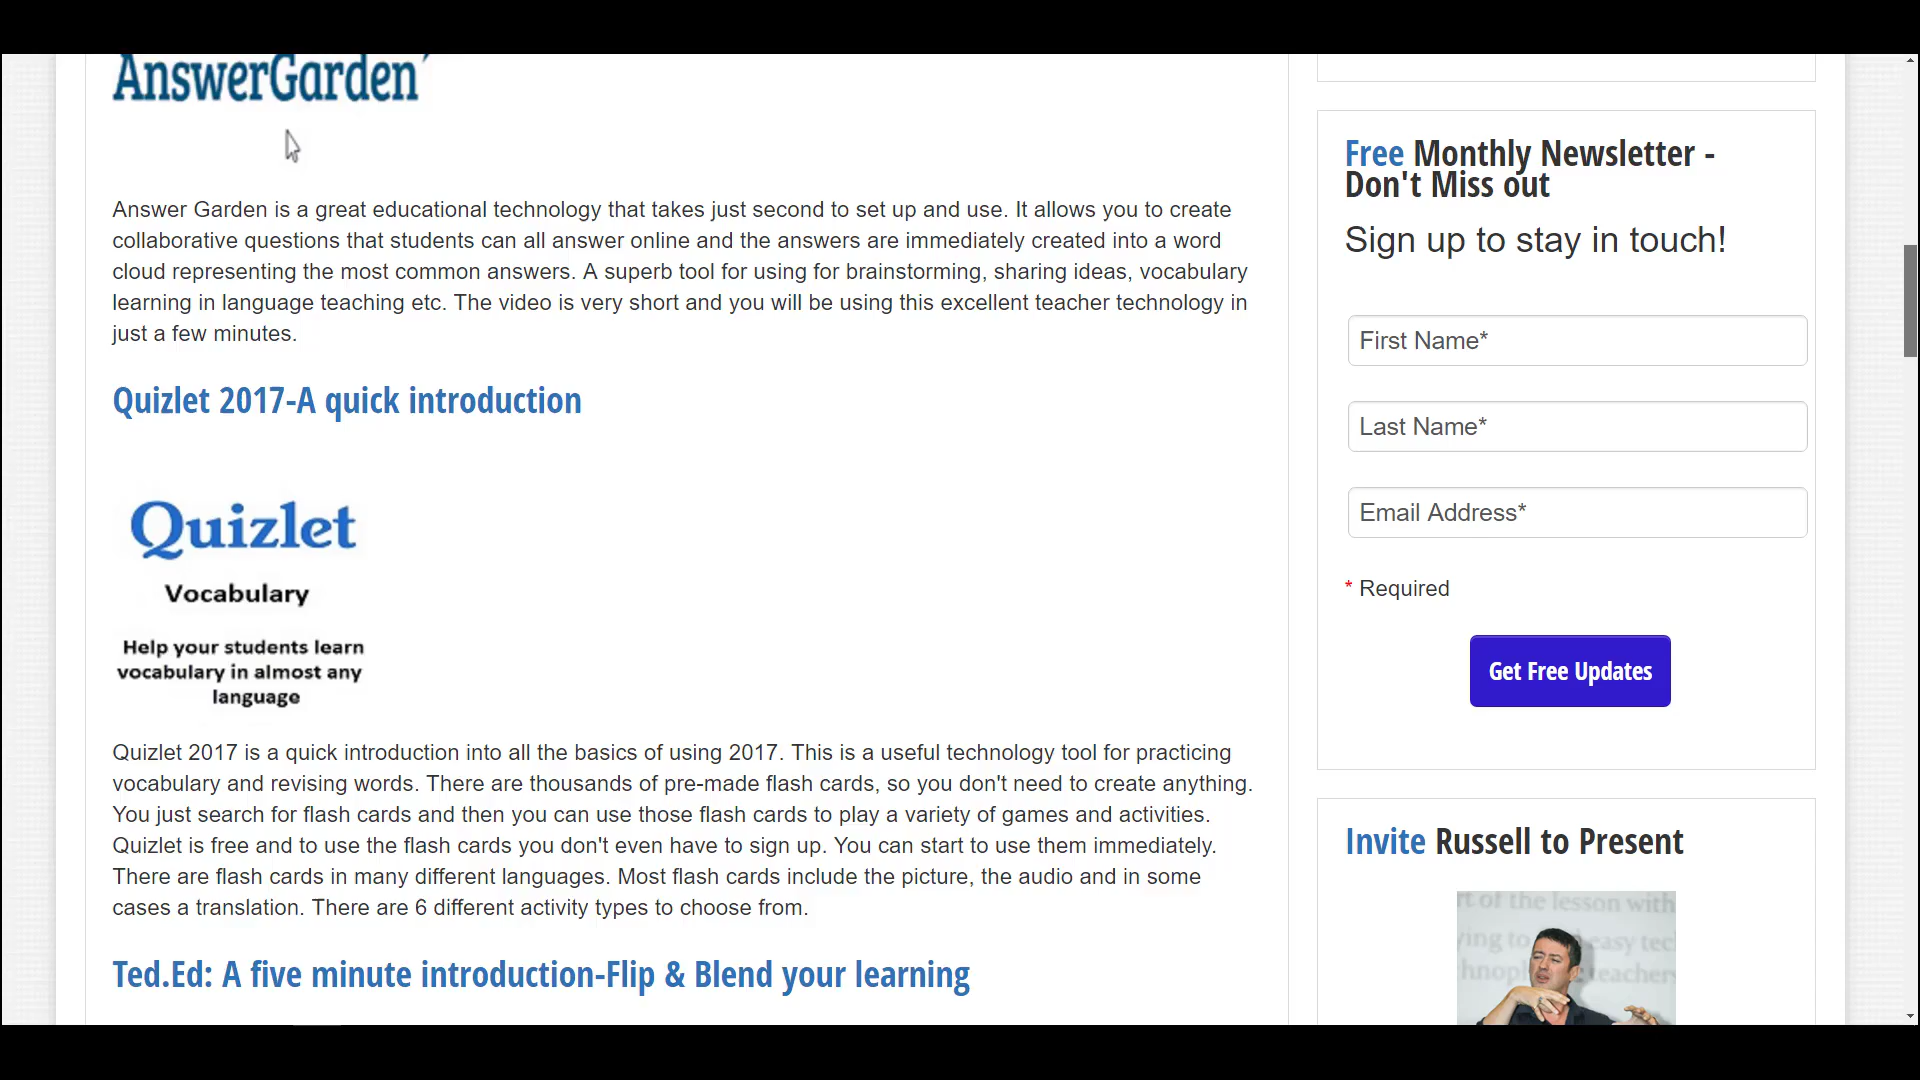 AnswerGarden
Answer Garden is a great educational technology that takes just second to set up and use. It allows you to create
collaborative questions that students can all answer online and the answers are immediately created into a word
cloud representing the most common answers. A superb tool for using for brainstorming, sharing ideas, vocabulary
learning in language teaching etc. The video is very short and you will be using this excellent teacher technology in
just a few minutes.
Quizlet 2017-A quick introduction
Quizlet
Vocabulary
Help your students learn
vocabulary in almost any
language
Quizlet 2017 is a quick introduction into all the basics of using 2017. This is a useful technology tool for practicing
vocabulary and revising words. There are thousands of pre-made flash cards, so you don't need to create anything.
You just search for flash cards and then you can use those flash cards to play a variety of games and activities.
Quizlet is free and to use the flash cards you don't even have to sign up. You can start to use them immediately.
There are flash cards in many different languages. Most flash cards include the picture, the audio and in some
cases a translation. There are 6 different activity types to choose from.
Ted.Ed: A five minute introduction-Flip & Blend your learning
Free Monthly Newsletter -
Don't Miss out
Sign up to stay in touch!
First Name*
Last Name*
Email Address*
* Required
Get Free Updates
Invite Russell to Present
of the lesson with
easy
teachers